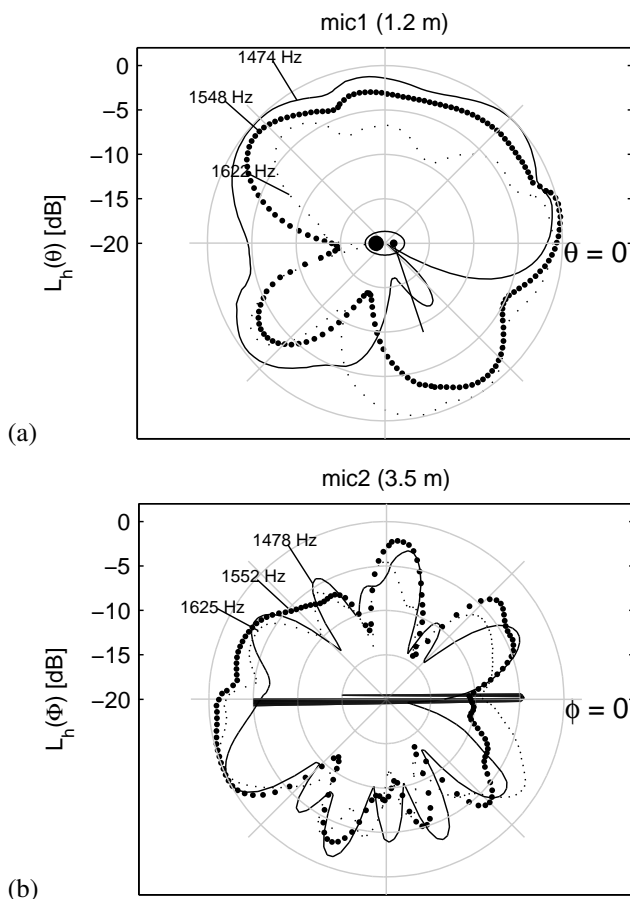 mic1 (1.2 m)
1474 Hz
0
1548 Hz
−5
−10
1622 Hz
−15
−20
L_h(θ) [dB]
θ = 0
(a)
mic2 (3.5 m)
0
1478 Hz
−5
1552 Hz
−10
1625 Hz
−15
−20
L_h(Φ) [dB]
ϕ = 0
(b)